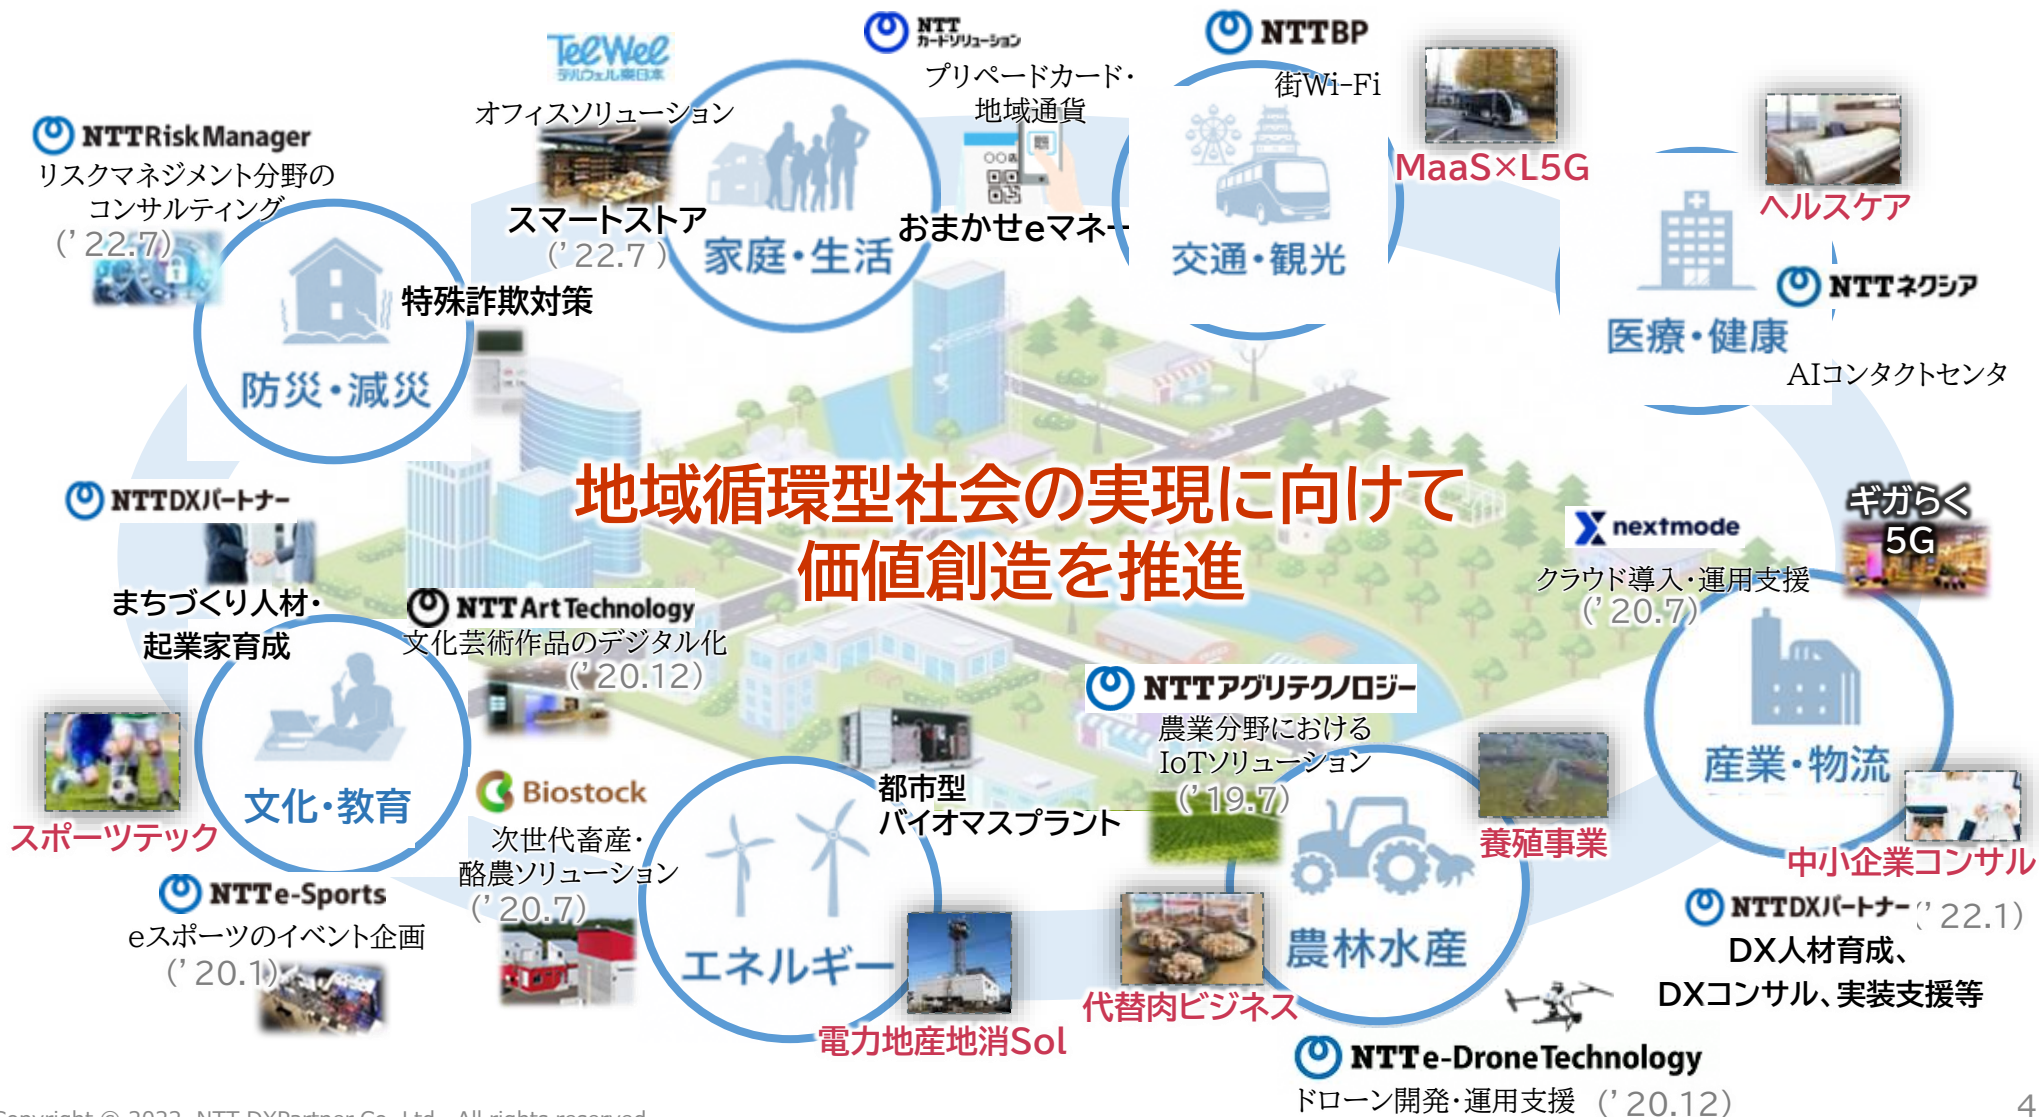 TelWel
テルウェル東日本
オフィスソリューション
スマートストア
('22.7)
家庭・生活
NTT
カードソリューション
プリペードカード・
地域通貨
おまかせeマネー
NTTBP
街Wi-Fi
交通・観光
MaaS×L5G
ヘルスケア
NTTネクシア
医療・健康
AIコンタクトセンタ
NTTRiskManager
リスクマネジメント分野の
コンサルティング
('22.7)
特殊詐欺対策
防災・減災
地域循環型社会の実現に向けて
価値創造を推進
NTTDXパートナー
まちづくり人材・
起業家育成
NTTArtTechnology
文化芸術作品のデジタル化
('20.12)
スポーツテック
文化・教育
NTTe-Sports
eスポーツのイベント企画
('20.1)
Biostock
次世代畜産・
酪農ソリューション
('20.7)
都市型
バイオマスプラント
エネルギー
電力地産地消Sol
NTTアグリテクノロジー
農業分野における
IoTソリューション
('19.7)
養殖事業
農林水産
代替肉ビジネス
NTTe-DroneTechnology
ドローン開発・運用支援 ('20.12)
nextmode
クラウド導入・運用支援
('20.7)
ギガらく
5G
産業・物流
中小企業コンサル
NTTDXパートナー ('22.1)
DX人材育成、
DXコンサル、実装支援等
Copyright © 2022 NTT DXPartner Co.,Ltd. All rights reserved.
4